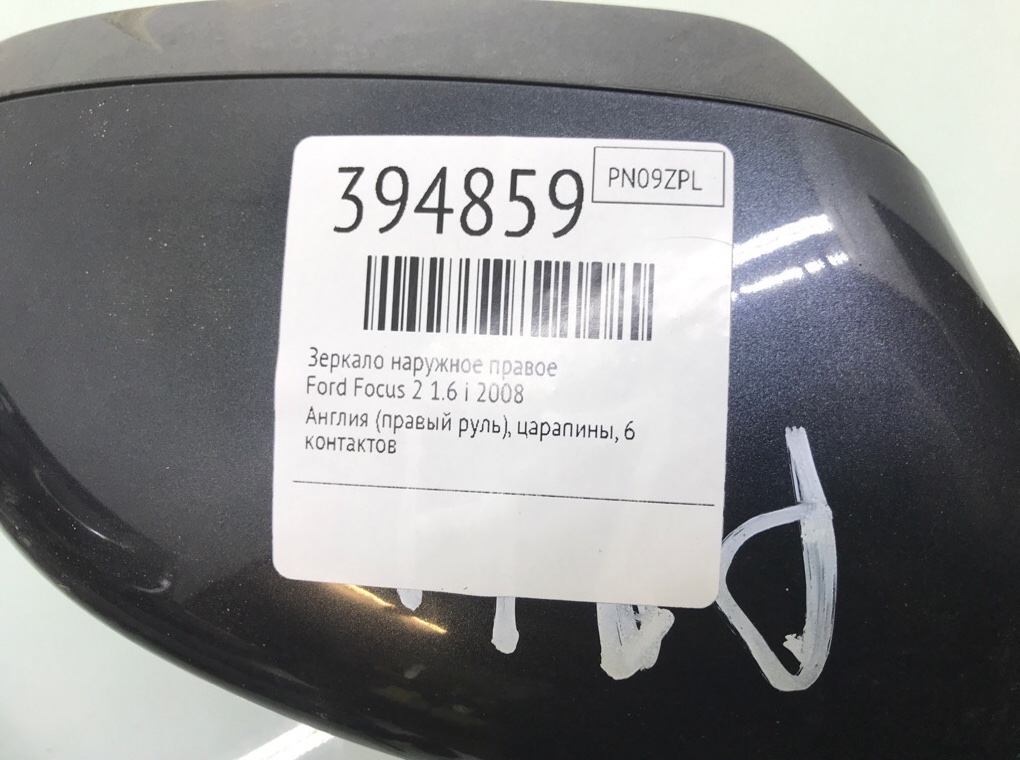 394859
PN09ZPL
Зеркало наружное правое
Ford Focus 2 1.6 i 2008
Англия (правый руль), царапины, 6
контактов